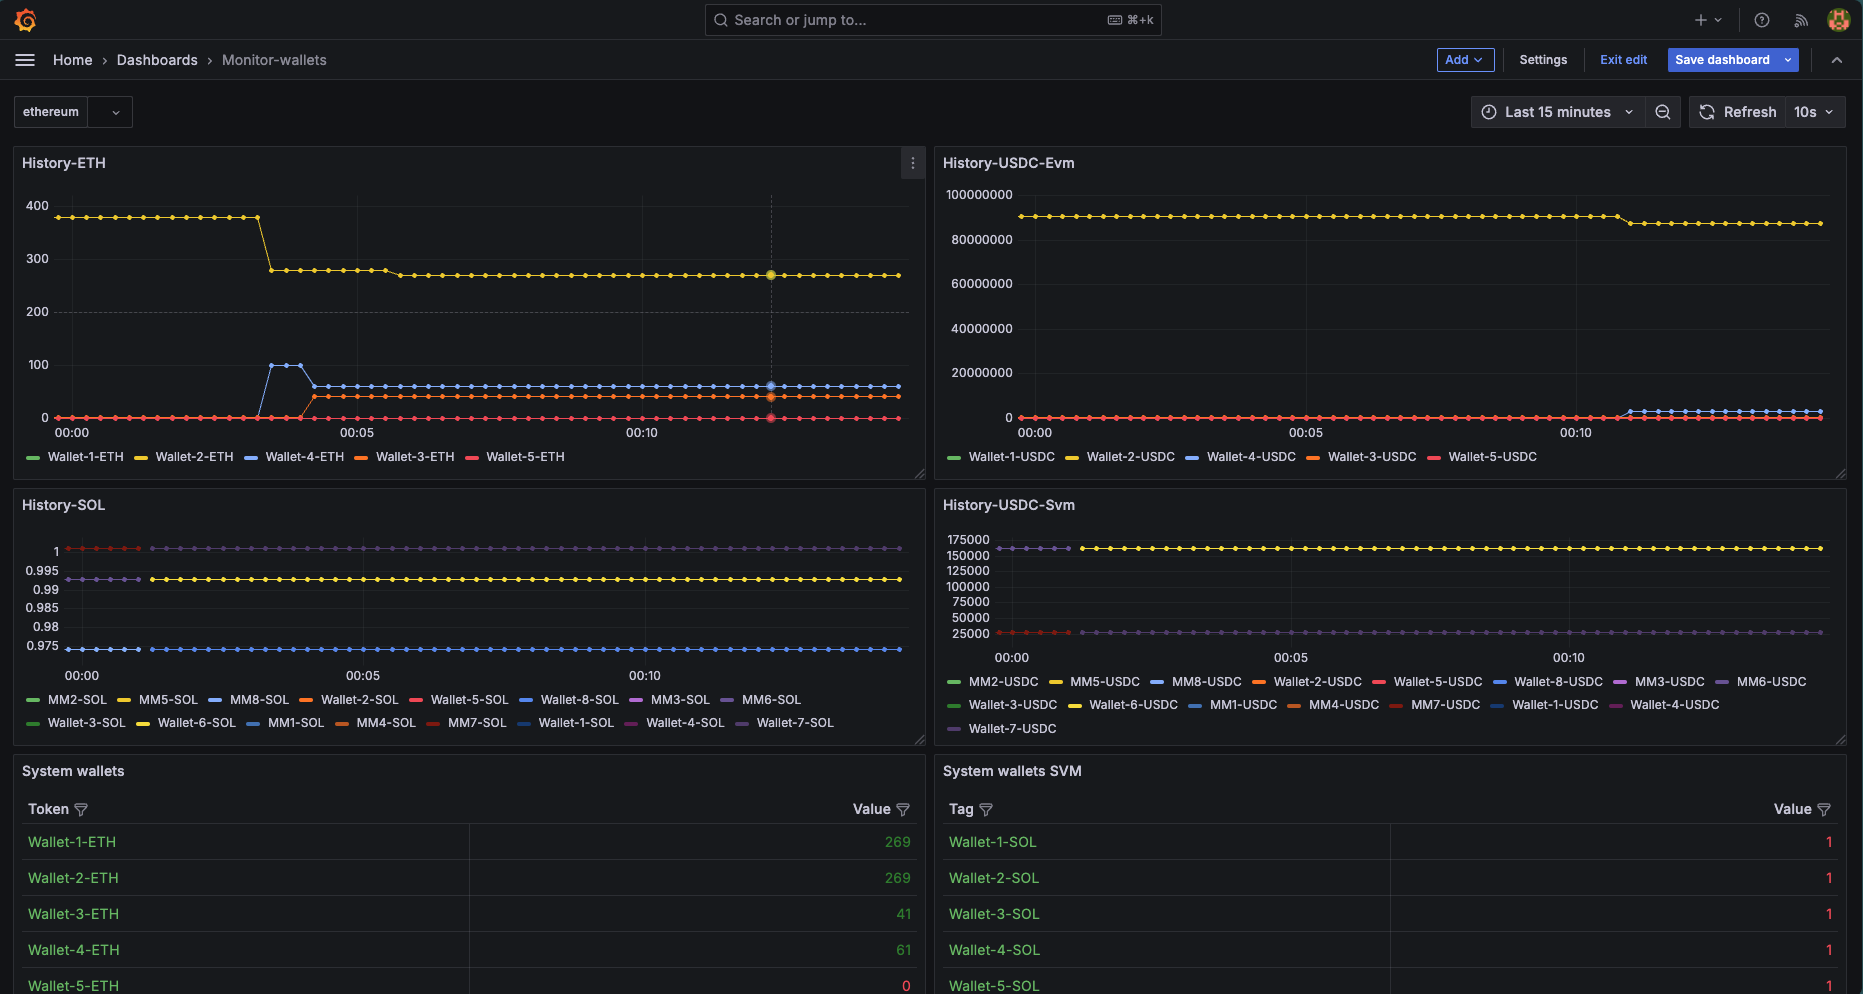 Search or jump to...
⌘+k
Home › Dashboards › Monitor-wallets
Add
Settings
Exit edit
Save dashboard
ethereum
Last 15 minutes
Refresh
10s
History-ETH
400
300
200
100
0
00:00 00:05 00:10
Wallet-1-ETH Wallet-2-ETH Wallet-4-ETH Wallet-3-ETH Wallet-5-ETH
History-USDC-Evm
100000000
80000000
60000000
40000000
20000000
0
00:00 00:05 00:10
Wallet-1-USDC Wallet-2-USDC Wallet-4-USDC Wallet-3-USDC Wallet-5-USDC
History-SOL
1
0.995
0.99
0.985
0.98
0.975
00:00 00:05 00:10
MM2-SOL MM5-SOL MM8-SOL Wallet-2-SOL Wallet-5-SOL Wallet-8-SOL MM3-SOL MM6-SOL
Wallet-3-SOL Wallet-6-SOL MM1-SOL MM4-SOL MM7-SOL Wallet-1-SOL Wallet-4-SOL Wallet-7-SOL
History-USDC-Svm
175000
150000
125000
100000
75000
50000
25000
00:00 00:05 00:10
MM2-USDC MM5-USDC MM8-USDC Wallet-2-USDC Wallet-5-USDC Wallet-8-USDC MM3-USDC MM6-USDC
Wallet-3-USDC Wallet-6-USDC MM1-USDC MM4-USDC MM7-USDC Wallet-1-USDC Wallet-4-USDC
Wallet-7-USDC
System wallets
Token Value
Wallet-1-ETH 269
Wallet-2-ETH 269
Wallet-3-ETH 41
Wallet-4-ETH 61
Wallet-5-ETH 0
System wallets SVM
Tag Value
Wallet-1-SOL 1
Wallet-2-SOL 1
Wallet-3-SOL 1
Wallet-4-SOL 1
Wallet-5-SOL 1